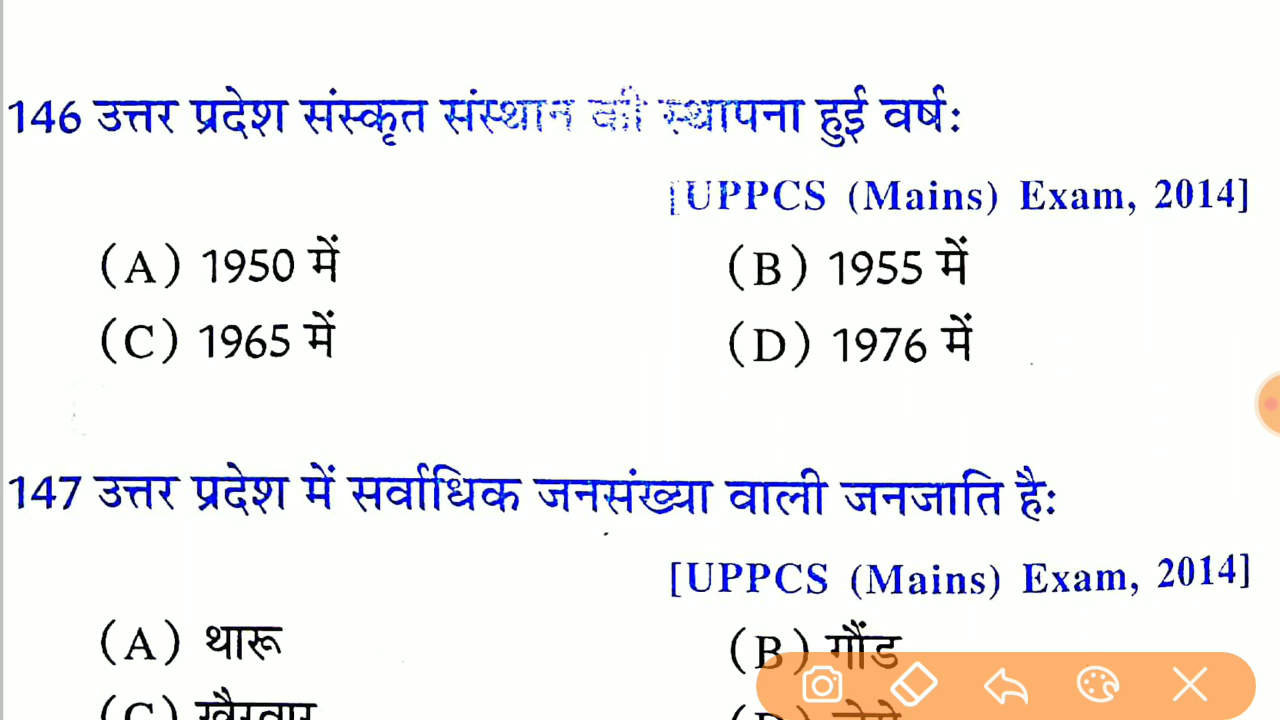 146 उत्तर प्रदेश संस्कृत संस्थान की स्थापना हुई वर्ष:
[UPPCS (Mains) Exam, 2014]
(A) 1950 में (B) 1955 में
(C) 1965 में (D) 1976 में
147 उत्तर प्रदेश में सर्वाधिक जनसंख्या वाली जनजाति है:
[UPPCS (Mains) Exam, 2014]
(A) थारू (B) गौंड
(C) खैरवार (D)